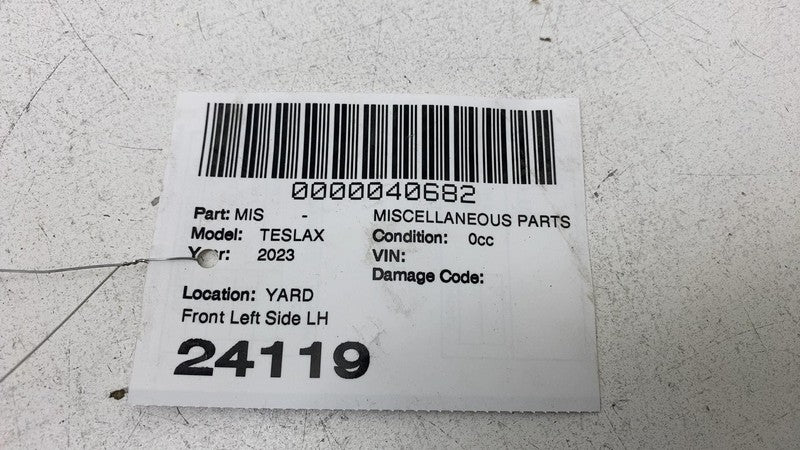 0000040682
Part: MIS - MISCELLANEOUS PARTS
Model: TESLAX Condition: 0cc
Year: 2023 VIN:
Damage Code:
Location: YARD
Front Left Side LH
24119